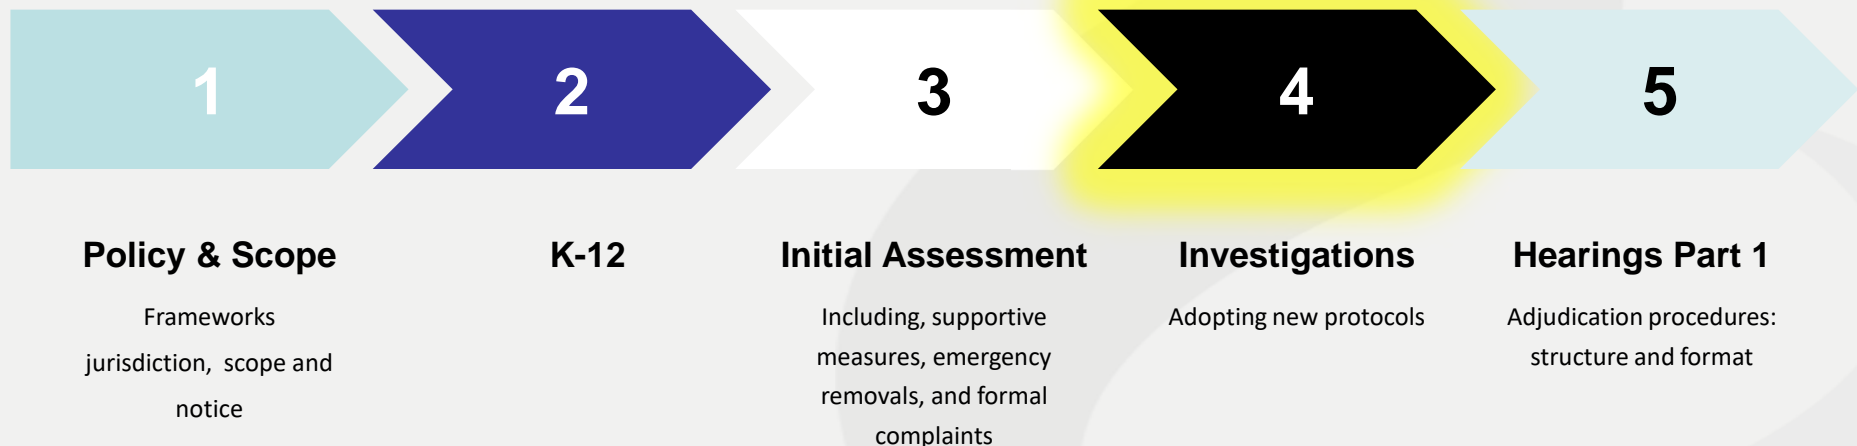 1
2
3
4
5
Policy & Scope
Frameworks
jurisdiction, scope and
notice
K-12
Initial Assessment
Including, supportive
measures, emergency
removals, and formal
complaints
Investigations
Adopting new protocols
Hearings Part 1
Adjudication procedures:
structure and format